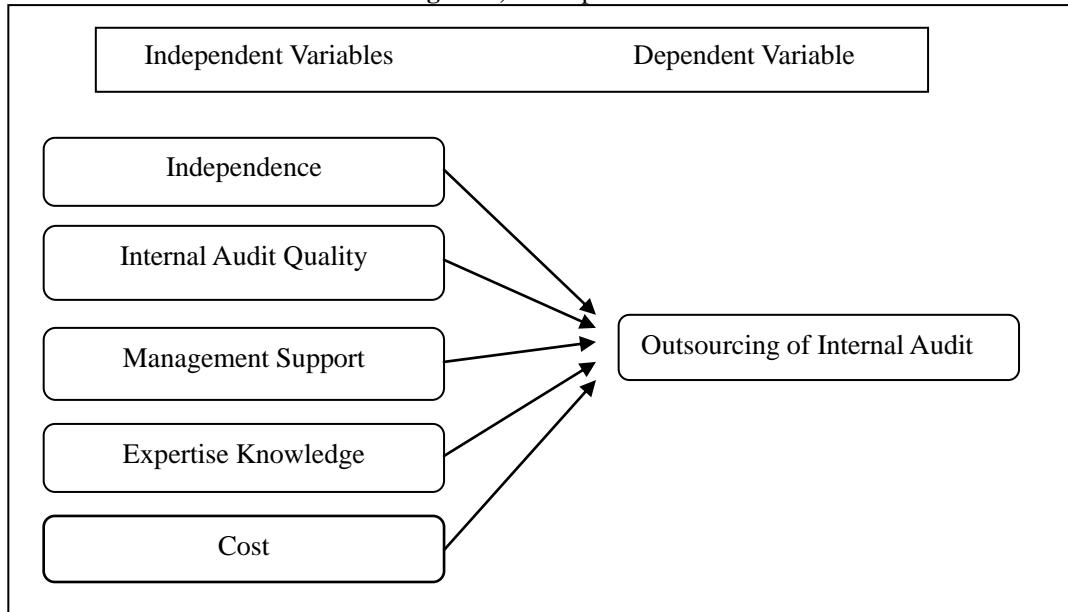 Independent Variables Dependent Variable
Independence
Internal Audit Quality
Management Support
Outsourcing of Internal Audit
Expertise Knowledge
Cost